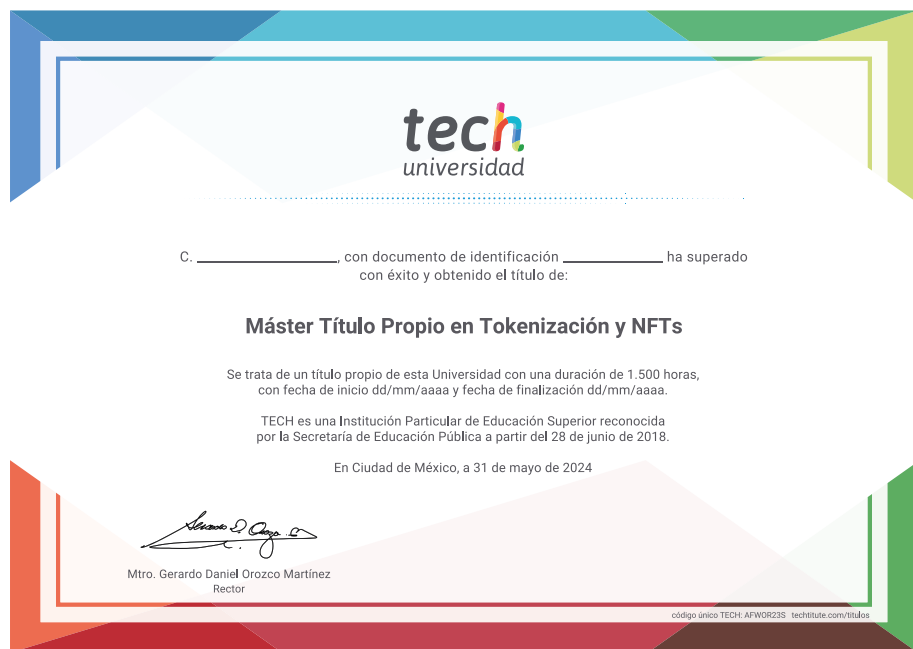 tech
universidad
C. ____________, con documento de identificación ____________ ha superado
con éxito y obtenido el título de:
Máster Título Propio en Tokenización y NFTs
Se trata de un título propio de esta Universidad con una duración de 1.500 horas,
con fecha de inicio dd/mm/aaaa y fecha de finalización dd/mm/aaaa.
TECH es una Institución Particular de Educación Superior reconocida
por la Secretaría de Educación Pública a partir del 28 de junio de 2018.
En Ciudad de México, a 31 de mayo de 2024
Mtro. Gerardo Daniel Orozco Martínez
Rector
código único TECH: AFWOR23S techtitute.com/titulos